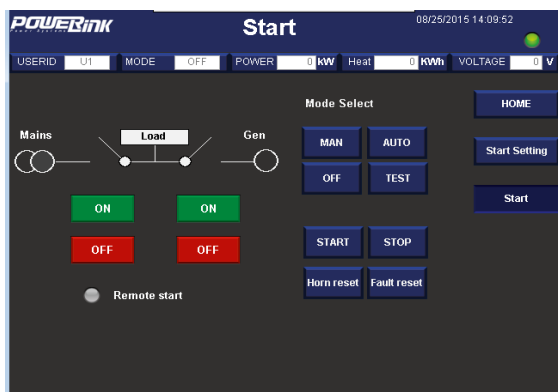 POWERLINK Start 08/25/2015 14:09:52
Power Systems
USERID U1 MODE OFF POWER 0 kW Heat 0 KWh VOLTAGE 0 V
Mode Select HOME
Mains Load Gen MAN AUTO
Start Setting
OFF TEST
ON ON Start
OFF OFF START STOP
Horn reset Fault reset
Remote start